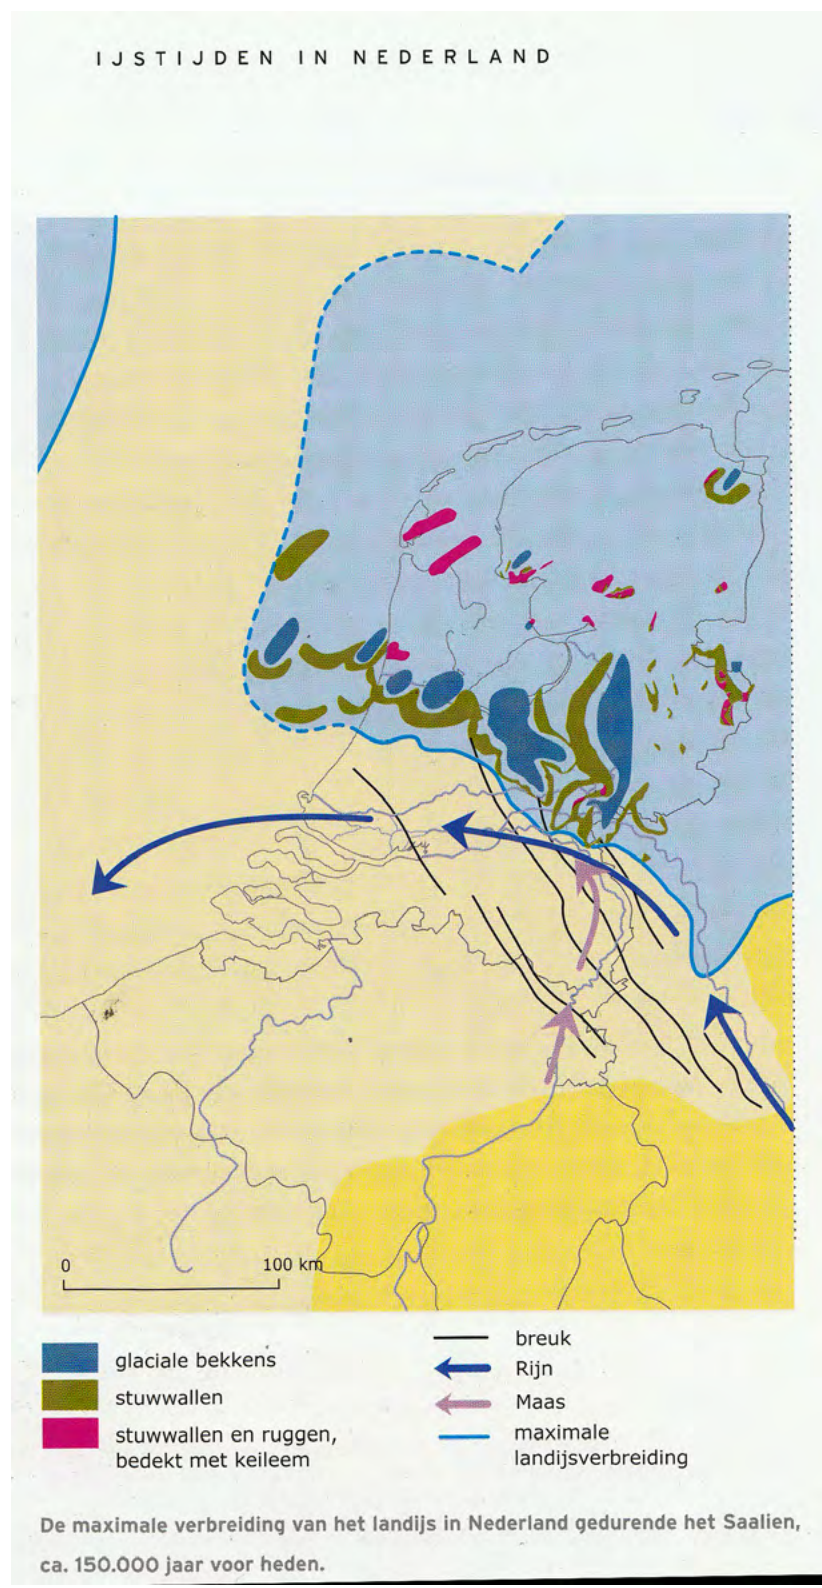 IJSTIJDEN IN NEDERLAND
0 100 km
glaciale bekkens
stuwwallen
stuwwallen en ruggen,
bedekt met keileem
breuk
Rijn
Maas
maximale
landijsverbreiding
De maximale verbreiding van het landijs in Nederland gedurende het Saalien,
ca. 150.000 jaar voor heden.